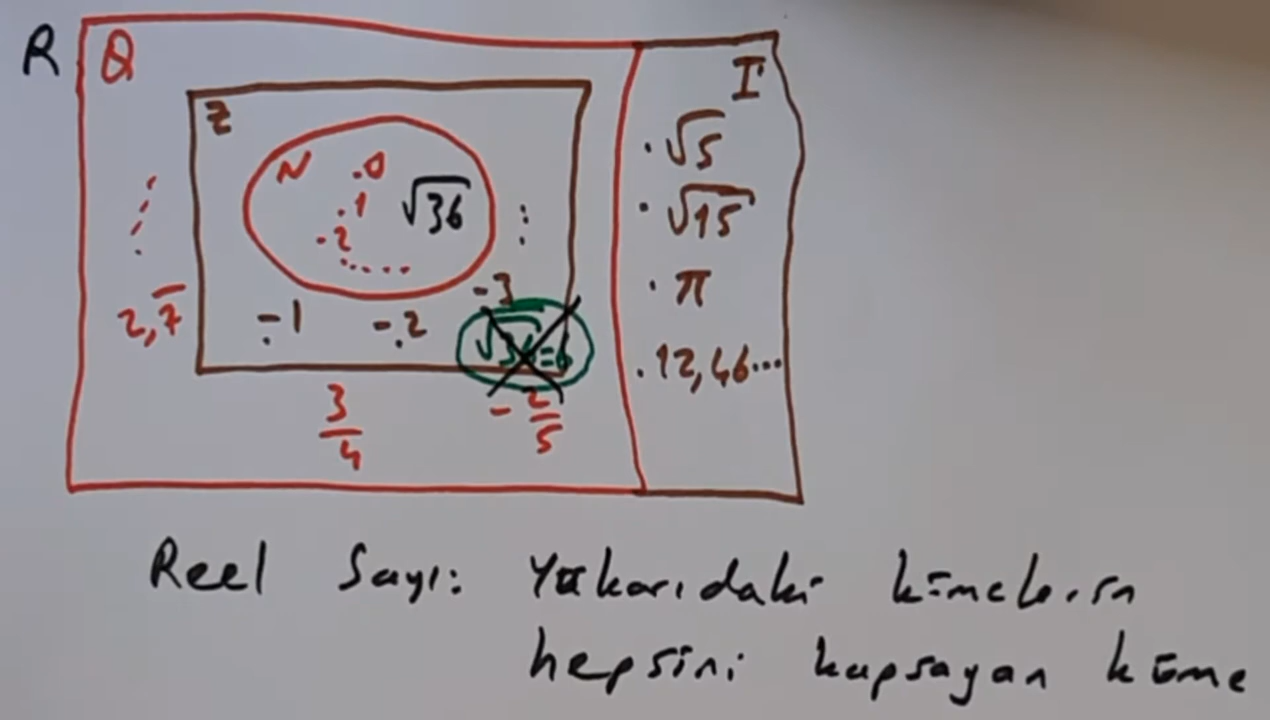 R Q I'
Z
N .0 √36
.1
.2
.....
⋮
. √5
. √15
. π
. 12,46...
2,7̅
-1 -2 -3
√36=6
3/4 -2/5
Reel Sayı: Yukarıdaki kümelerin
hepsini kapsayan küme